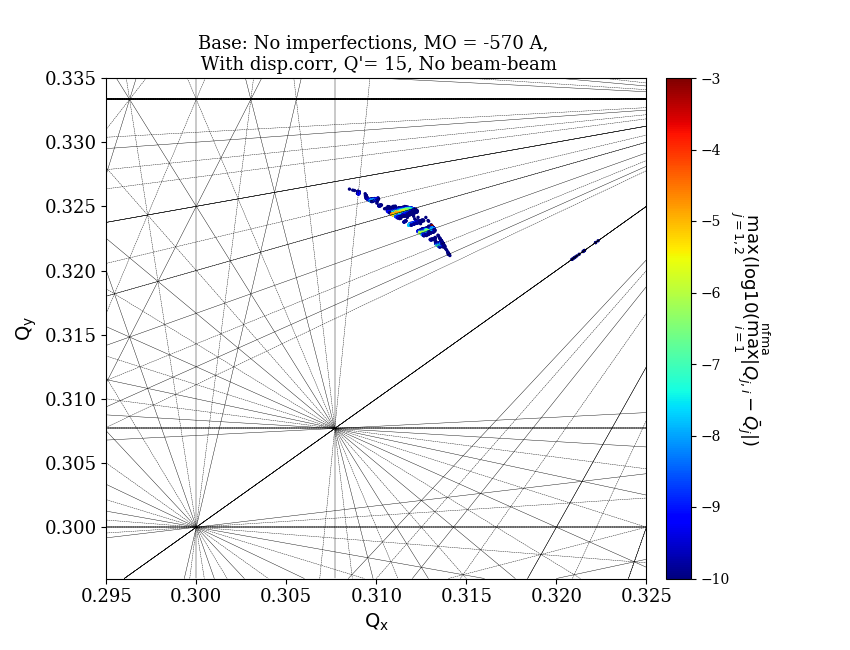 Base: No imperfections, MO = -570 A,
With disp.corr, Q'= 15, No beam-beam
0.335
0.330
0.325
0.320
0.315
0.310
0.305
0.300
Qy
0.295
0.300
0.305
0.310
0.315
0.320
0.325
Qx
−3
−4
−5
−6
−7
−8
−9
−10
max(log10(max|Q_{j,i} − Q̄_j|)
j = 1, 2
nfma
i = 1